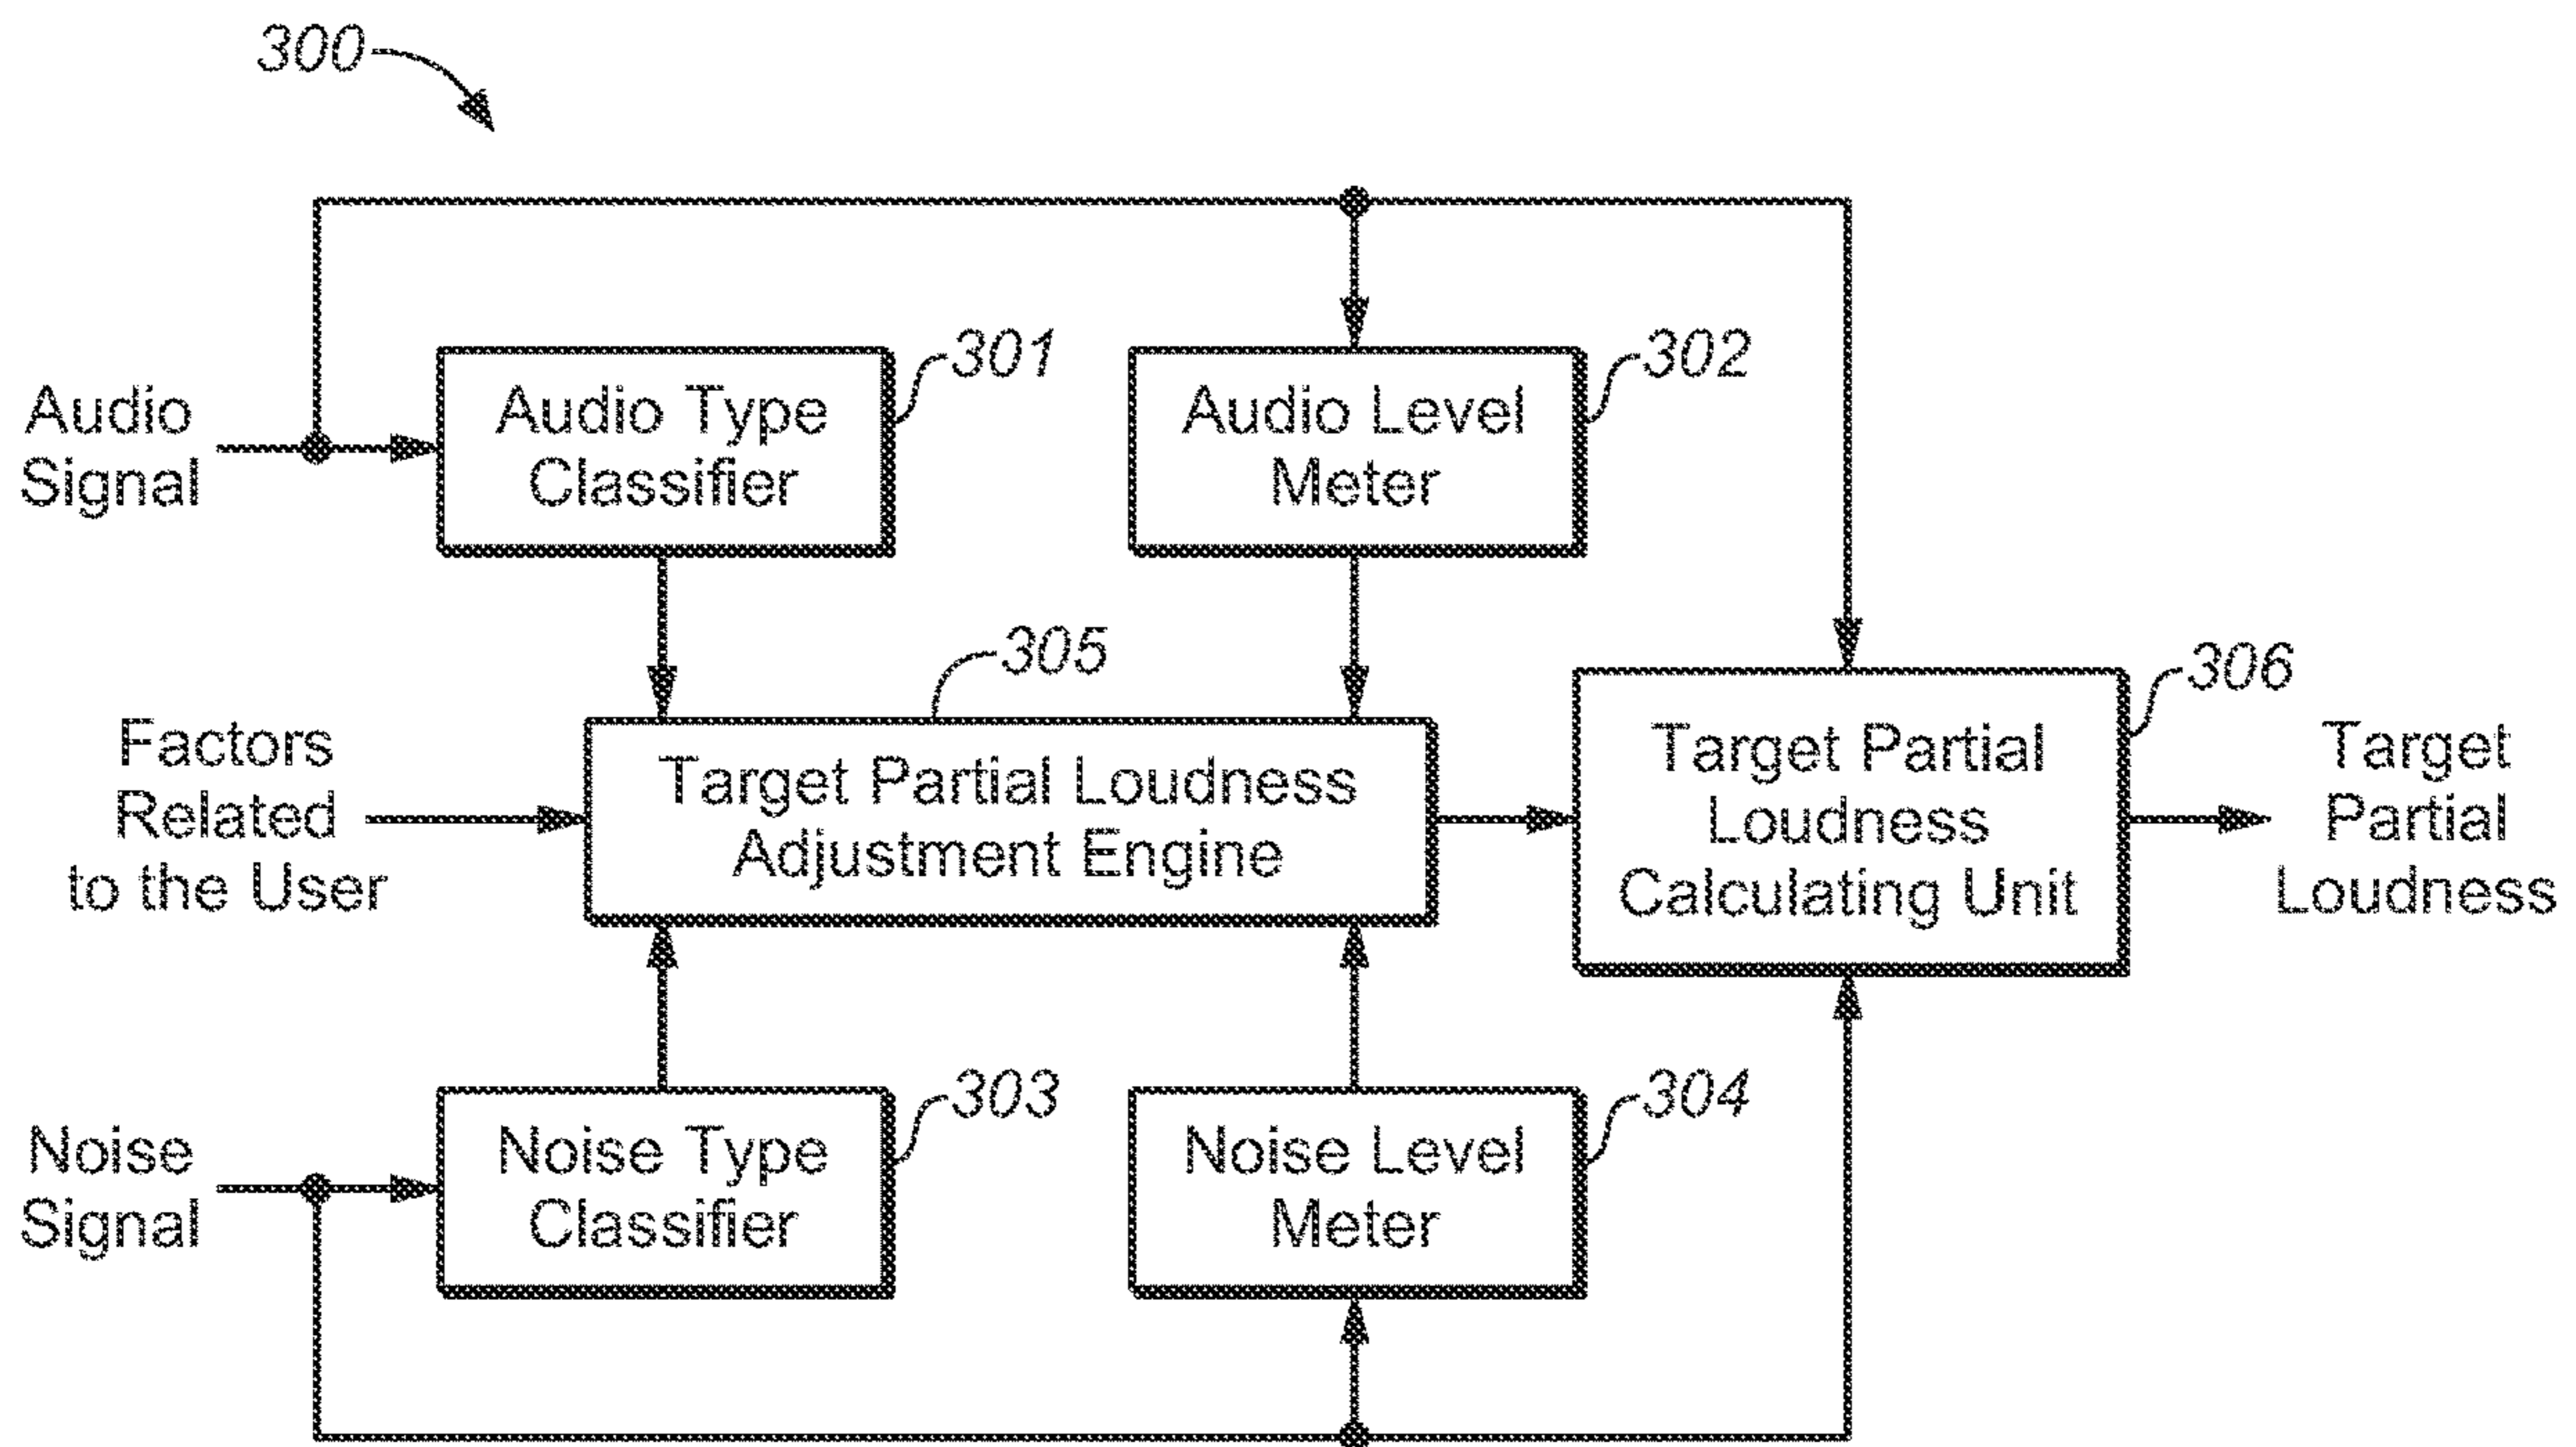 300
301
302
Audio
Signal
Audio Type
Classifier
Audio Level
Meter
305
306
Factors
Related
to the User
Target Partial Loudness
Adjustment Engine
Target Partial
Loudness
Calculating Unit
Target
Partial
Loudness
303
304
Noise
Signal
Noise Type
Classifier
Noise Level
Meter